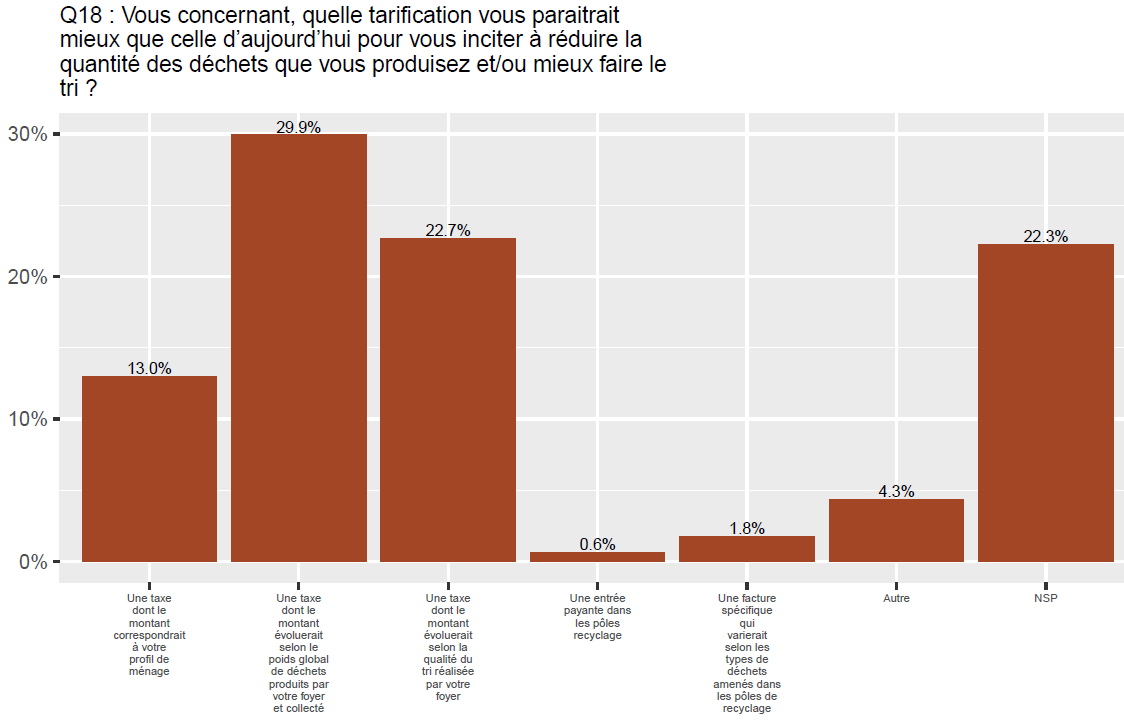 Q18 : Vous concernant, quelle tarification vous paraitrait
mieux que celle d’aujourd’hui pour vous inciter à réduire la
quantité des déchets que vous produisez et/ou mieux faire le
tri ?
30%
20%
10%
0%
13.0%
29.9%
22.7%
0.6%
1.8%
4.3%
22.3%
Une taxe
dont le
montant
correspondrait
à votre
profil de
ménage
Une taxe
dont le
montant
évoluerait
selon le
poids global
de déchets
produits par
votre foyer
et collecté
Une taxe
dont le
montant
évoluerait
selon la
qualité du
tri réalisée
par votre
foyer
Une entrée
payante dans
les pôles
recyclage
Une facture
spécifique
qui
varierait
selon les
types de
déchets
amenés dans
les pôles de
recyclage
Autre
NSP